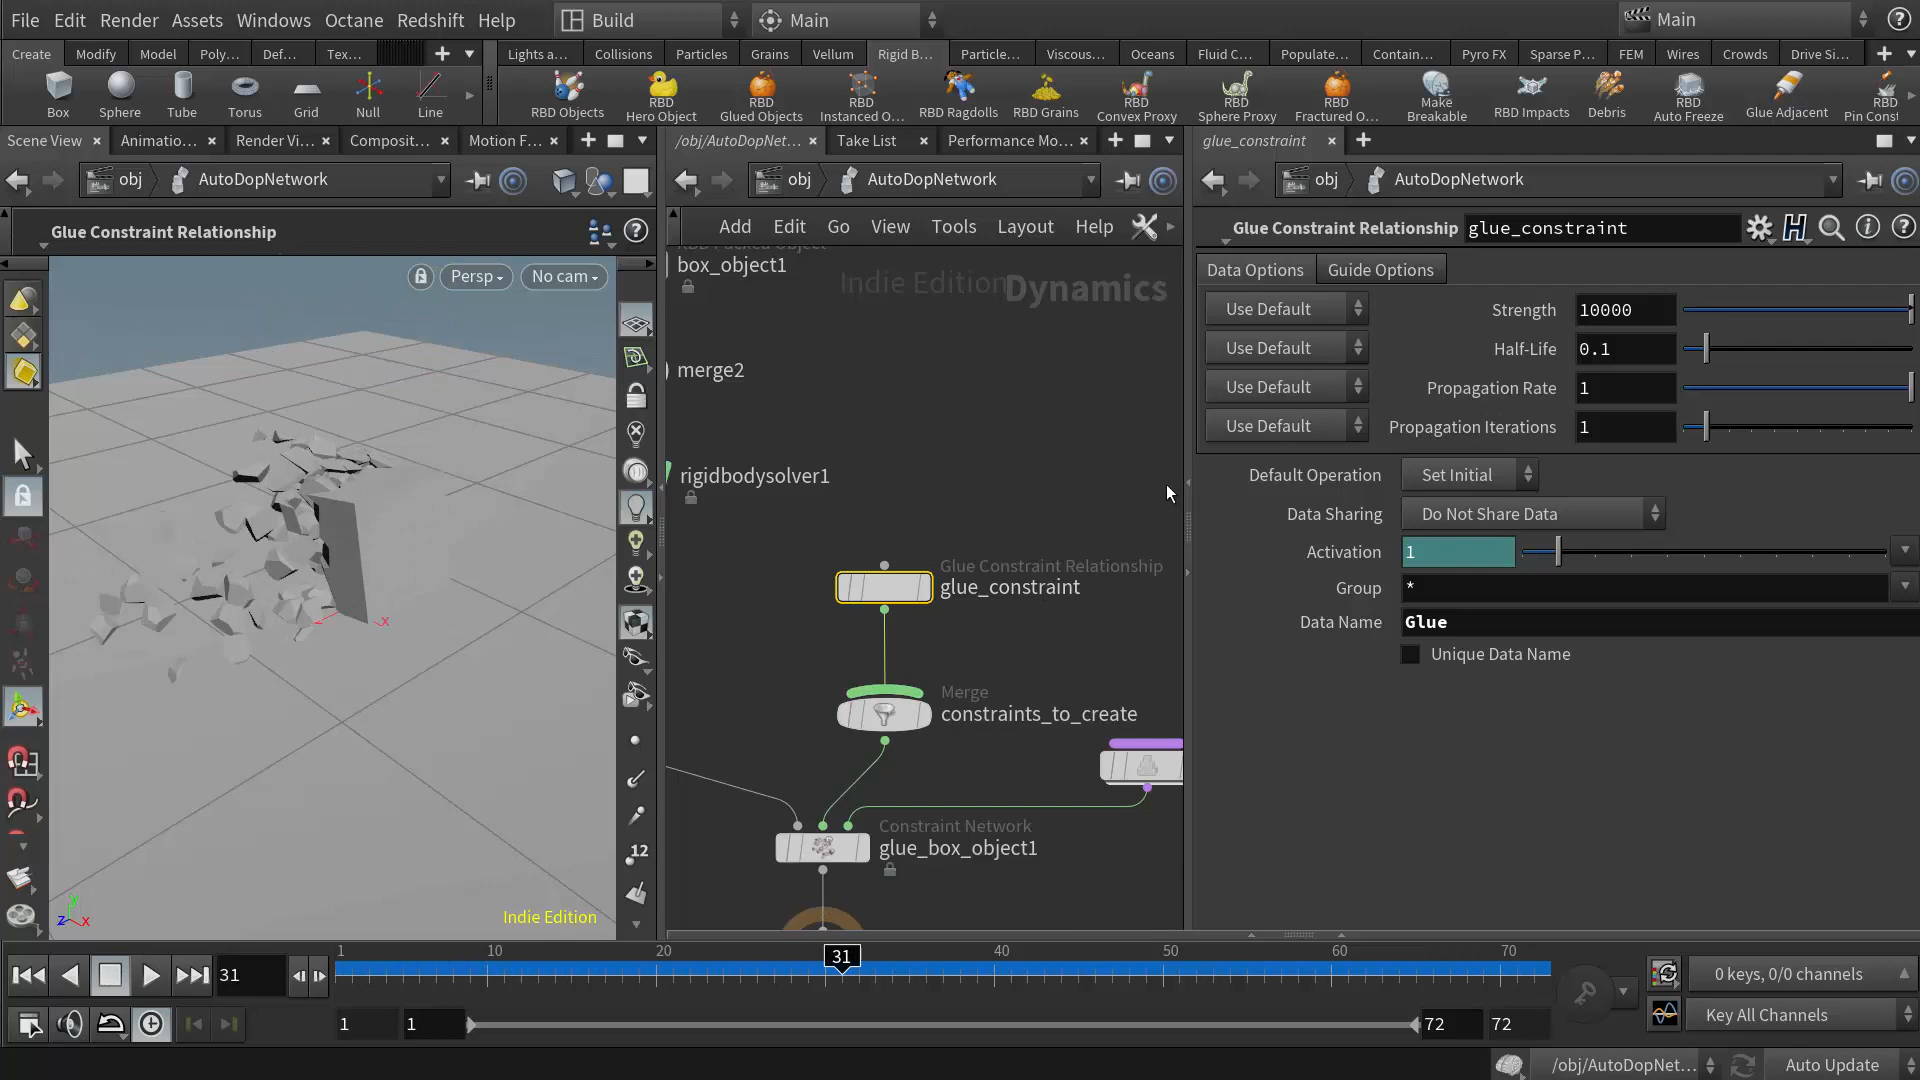 File Edit Render Assets Windows Octane Redshift Help Build Main Main
Create Modify Model Poly... Def... Tex... Lights a... Collisions Particles Grains Vellum Rigid B... Particle... Viscous... Oceans Fluid C... Populate... Contain... Pyro FX Sparse P... FEM Wires Crowds Drive Si...
Box Sphere Tube Torus Grid Null Line
RBD Objects
RBD
Hero Object
RBD
Glued Objects
RBD
Instanced O...
RBD Ragdolls
RBD Grains
RBD
Convex Proxy
RBD
Sphere Proxy
RBD
Fractured O...
Make
Breakable
RBD Impacts
Debris
RBD
Auto Freeze
Glue Adjacent
RBD
Pin Const
Scene View Animatio... Render Vi... Composit... Motion F...
/obj/AutoDopNet... Take List Performance Mo...
glue_constraint
obj AutoDopNetwork
obj AutoDopNetwork
obj AutoDopNetwork
Glue Constraint Relationship
Persp No cam
12
Indie Edition
z y x
x
Add Edit Go View Tools Layout Help
RBD Packed Object
box_object1
Indie Edition
Dynamics
merge2
rigidbodysolver1
Glue Constraint Relationship
glue_constraint
Merge
constraints_to_create
Constraint Network
glue_box_object1
Glue Constraint Relationship glue_constraint
Data Options Guide Options
Use Default Strength 10000
Use Default Half-Life 0.1
Use Default Propagation Rate 1
Use Default Propagation Iterations 1
Default Operation Set Initial
Data Sharing Do Not Share Data
Activation 1
Group *
Data Name Glue
Unique Data Name
1 10 20 31 40 50 60 70
31
0 keys, 0/0 channels
1 1 72 72
Key All Channels
/obj/AutoDopNet... Auto Update